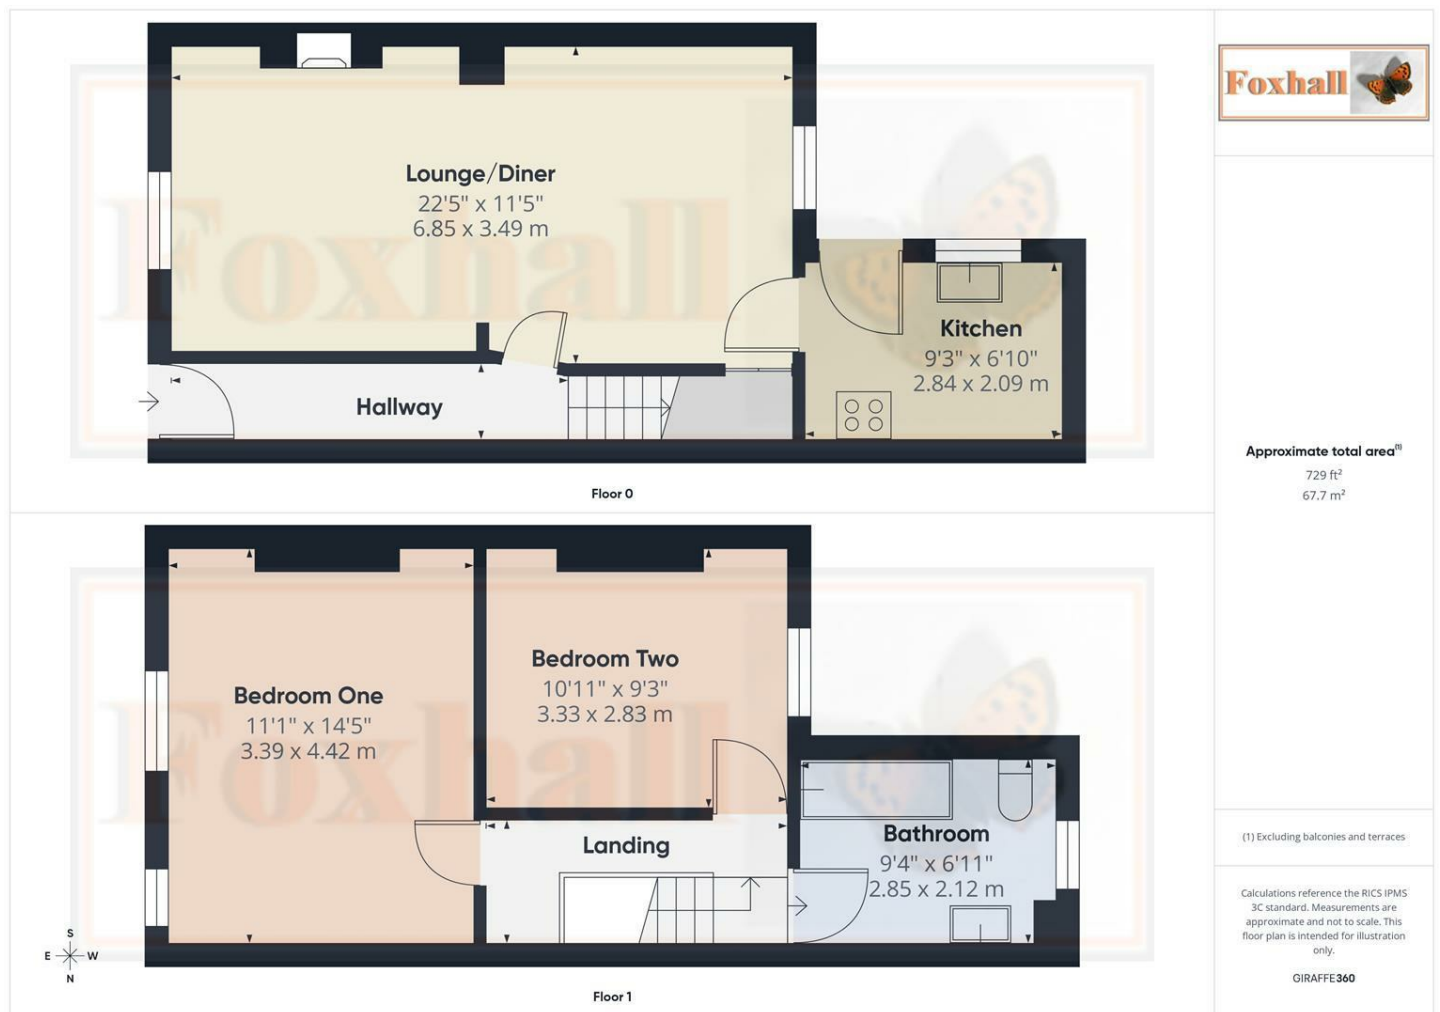 Foxhall
Lounge/Diner
22'5" x 11'5"
6.85 x 3.49 m
Kitchen
9'3" x 6'10"
2.84 x 2.09 m
Hallway
Floor 0
Foxhall
Approximate total area(1)
729 ft²
67.7 m²
Bedroom One
11'1" x 14'5"
3.39 x 4.42 m
Bedroom Two
10'11" x 9'3"
3.33 x 2.83 m
Landing
Bathroom
9'4" x 6'11"
2.85 x 2.12 m
Foxhall
S
E W
N
Floor 1
(1) Excluding balconies and terraces
Calculations reference the RICS IPMS
3C standard. Measurements are
approximate and not to scale. This
floor plan is intended for illustration
only.
GIRAFFE360